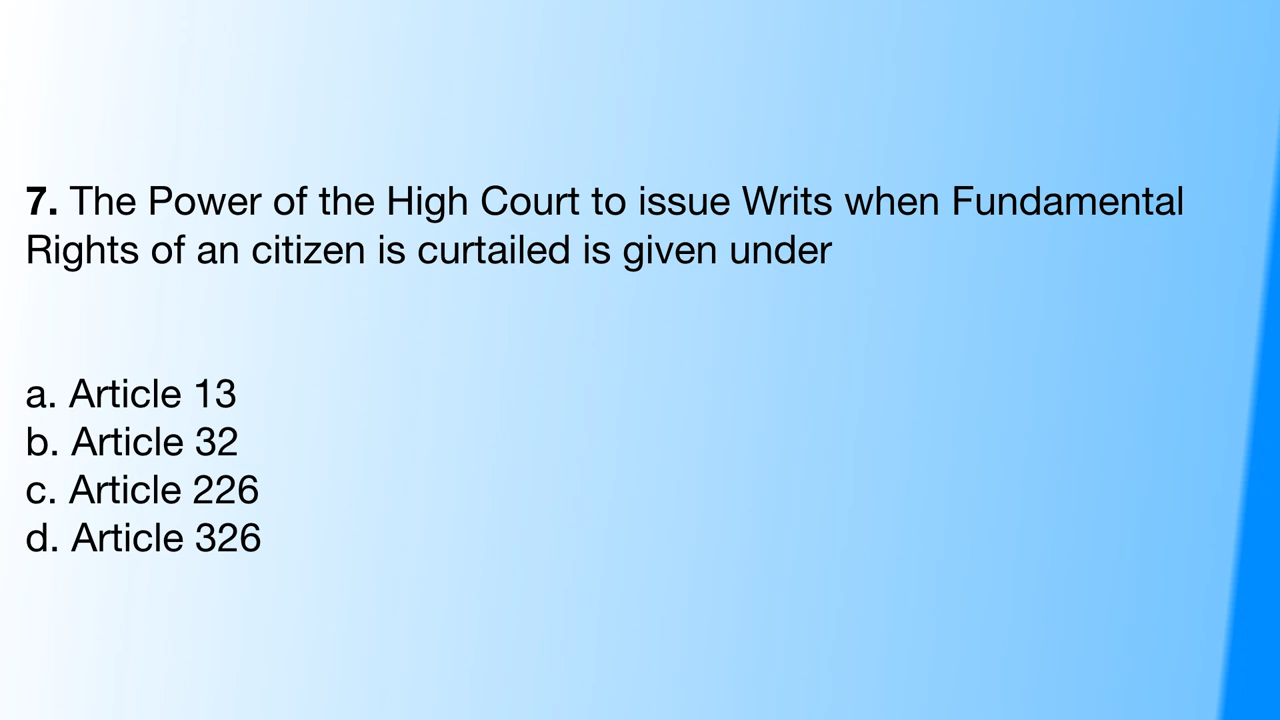 7. The Power of the High Court to issue Writs when Fundamental
Rights of an citizen is curtailed is given under
a. Article 13
b. Article 32
c. Article 226
d. Article 326